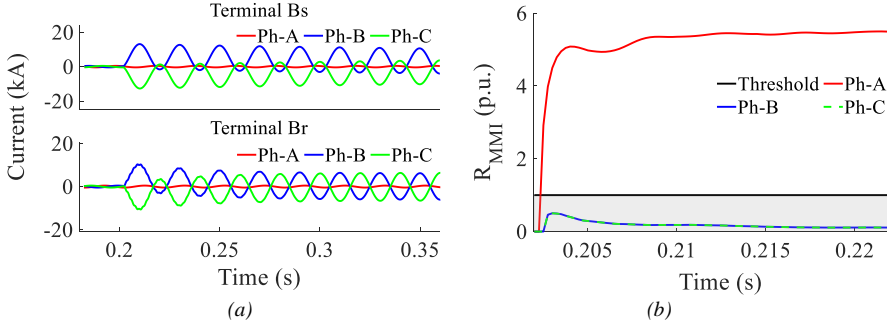 Terminal Bs
Ph-A Ph-B Ph-C
20
0
-20
Current (kA)
Terminal Br
Ph-A Ph-B Ph-C
20
0
-20
0.2 0.25 0.3 0.35
Time (s)
(a)
6
4
2
1
0
R_MMI (p.u.)
Threshold Ph-A
Ph-B Ph-C
0.205 0.21 0.215 0.22
Time (s)
(b)